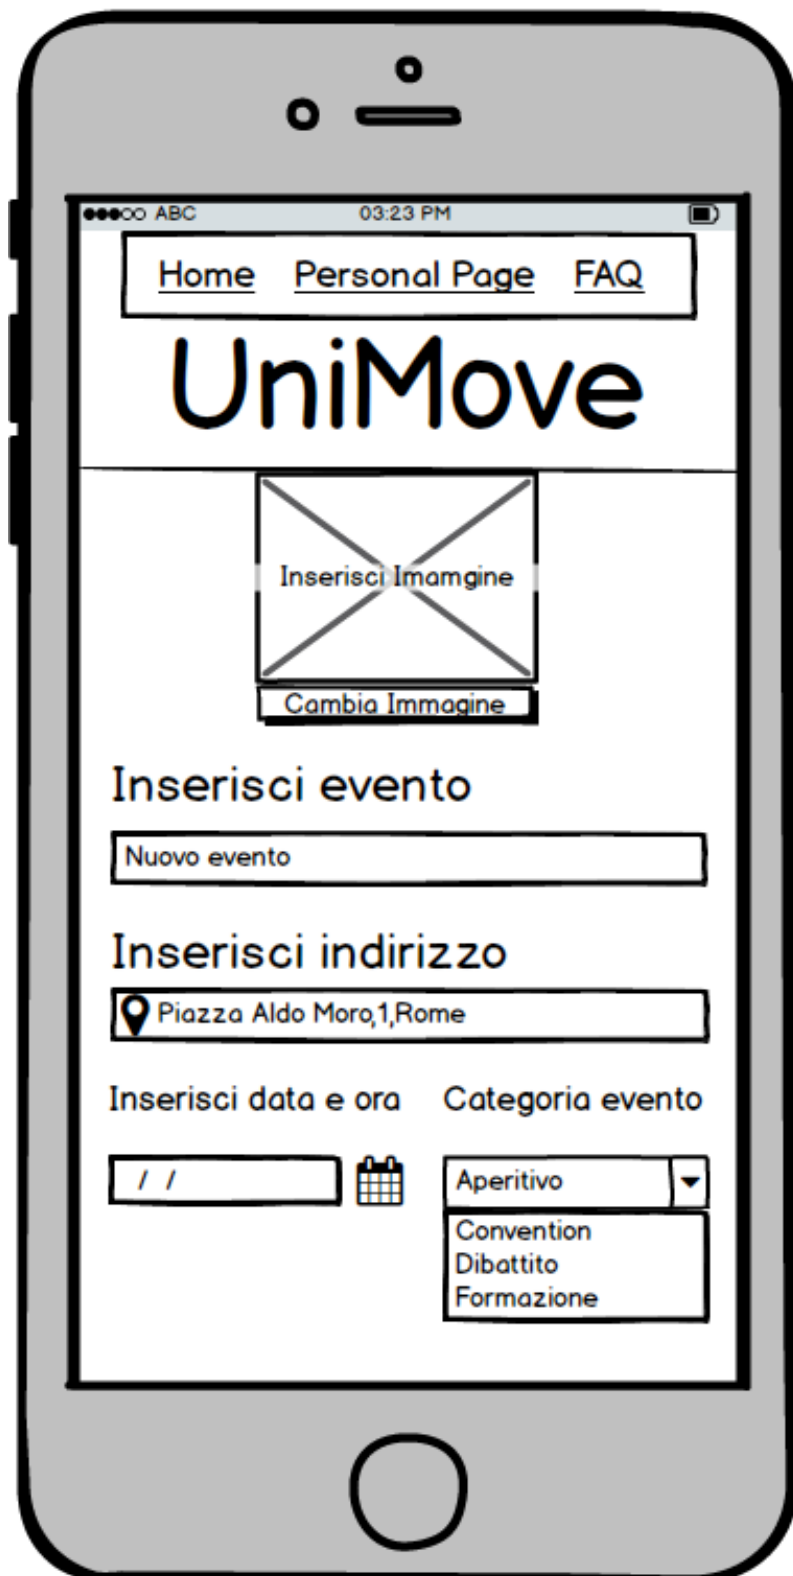 ABC 03:23 PM
Home Personal Page FAQ
UniMove
Inserisci Imamgine
Cambia Immagine
Inserisci evento
Nuovo evento
Inserisci indirizzo
Piazza Aldo Moro,1,Rome
Inserisci data e ora Categoria evento
/ / Aperitivo
Convention
Dibattito
Formazione